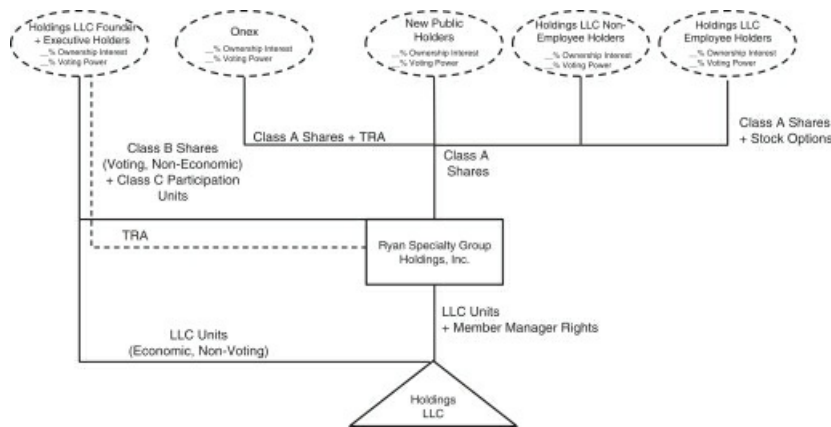 Holdings LLC Founder
+ Executive Holders
__% Ownership Interest
__% Voting Power
Onex
__% Ownership Interest
__% Voting Power
New Public
Holders
__% Ownership Interest
__% Voting Power
Holdings LLC Non-
Employee Holders
__% Ownership Interest
__% Voting Power
Holdings LLC
Employee Holders
__% Ownership Interest
__% Voting Power
Class A Shares + TRA
Class A Shares
+ Stock Options
Class B Shares
(Voting, Non-Economic)
+ Class C Participation
Units
Class A
Shares
TRA
Ryan Specialty Group
Holdings, Inc.
LLC Units
+ Member Manager Rights
LLC Units
(Economic, Non-Voting)
Holdings
LLC